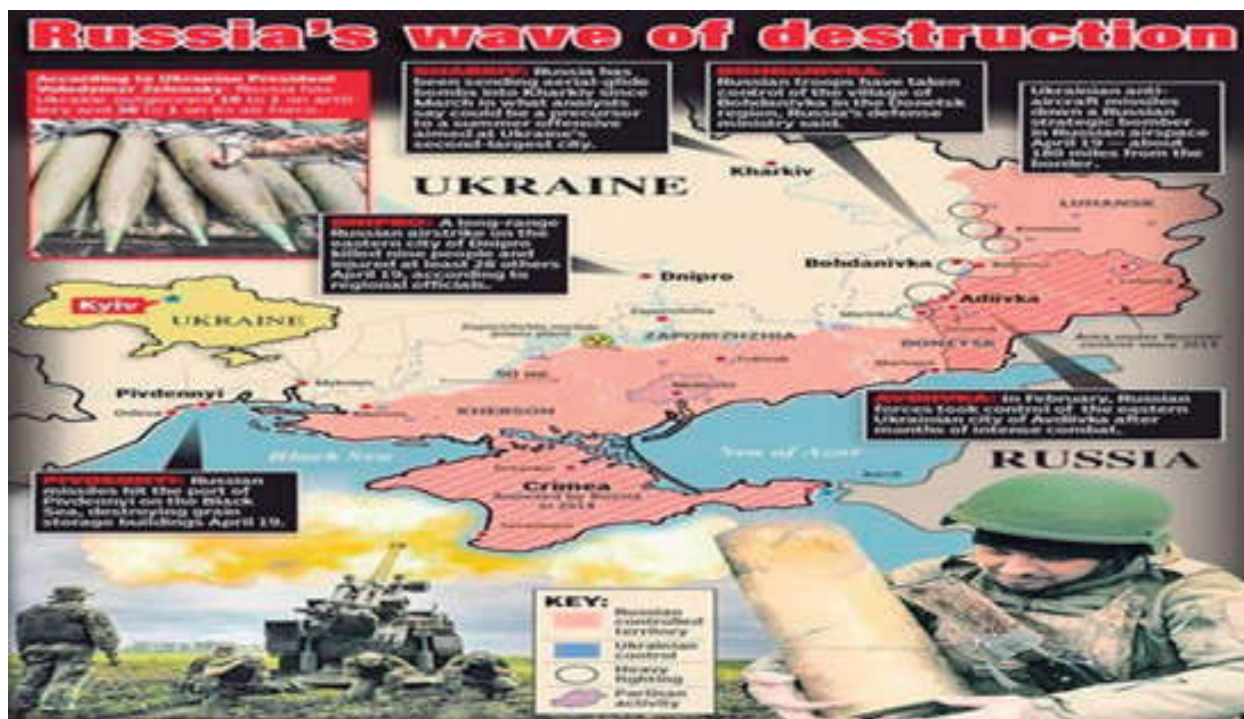 Russia's wave of destruction
According to Ukraine President
Volodymyr Zelensky, Russia has
Ukraine outgunned 10 to 1 on artil
lery and 30 to 1 on its air force.
KHARKIV: Russia has
been sending aerial-glide
bombs into Kharkiv since
March in what analysts
say could be a precursor
to a summer offensive
aimed at Ukraine's
second-largest city.
BOHDANIVKA:
Russian troops have taken
control of the village of
Bohdanivka in the Donetsk
region, Russia's defense
ministry said.
Ukrainian anti-
aircraft missiles
down a Russian
strategic bomber
in Russian airspace
April 19 — about
180 miles from the
border.
UKRAINE
Kharkiv
LUHANSK
DNIPRO: A long-range
Russian airstrike on the
eastern city of Dnipro
killed nine people and
injured at least 28 others
April 19, according to
regional officials.
Dnipro
Bohdanivka
Adiivka
Kyiv
UKRAINE
ZAPORIZHZHIA
DONETSK
50 mi.
Pivdennyi
Odesa
KHERSON
AVDIIVKA: In February, Russian
forces took control of the eastern
Ukrainian city of Avdiivka after
months of intense combat.
Black Sea
Sea of Azov
RUSSIA
PIVDENNYI: Russian
missiles hit the port of
Pivdennyi on the Black
Sea, destroying grain
storage buildings April 19.
Crimea
Annexed by Russia
in 2014
KEY:
Russian
controlled
territory
Ukrainian
control
Heavy
fighting
Partisan
activity